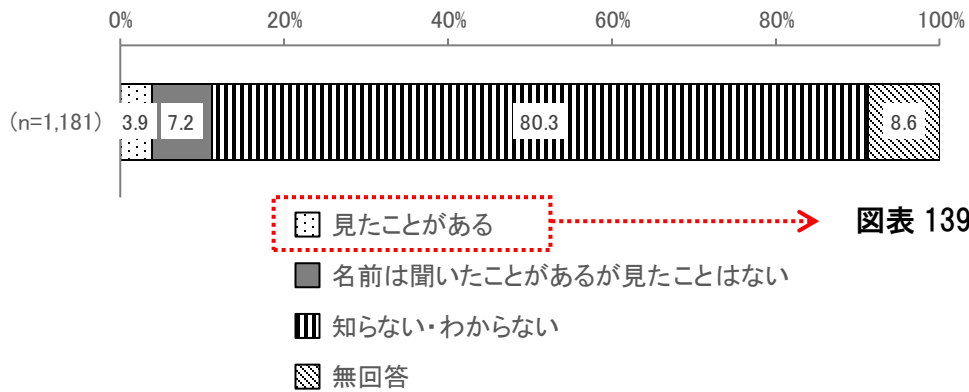 0% 20% 40% 60% 80% 100%
(n=1,181) 3.9 7.2 80.3 8.6
見たことがある 図表 139
名前は聞いたことがあるが見たことはない
知らない・わからない
無回答